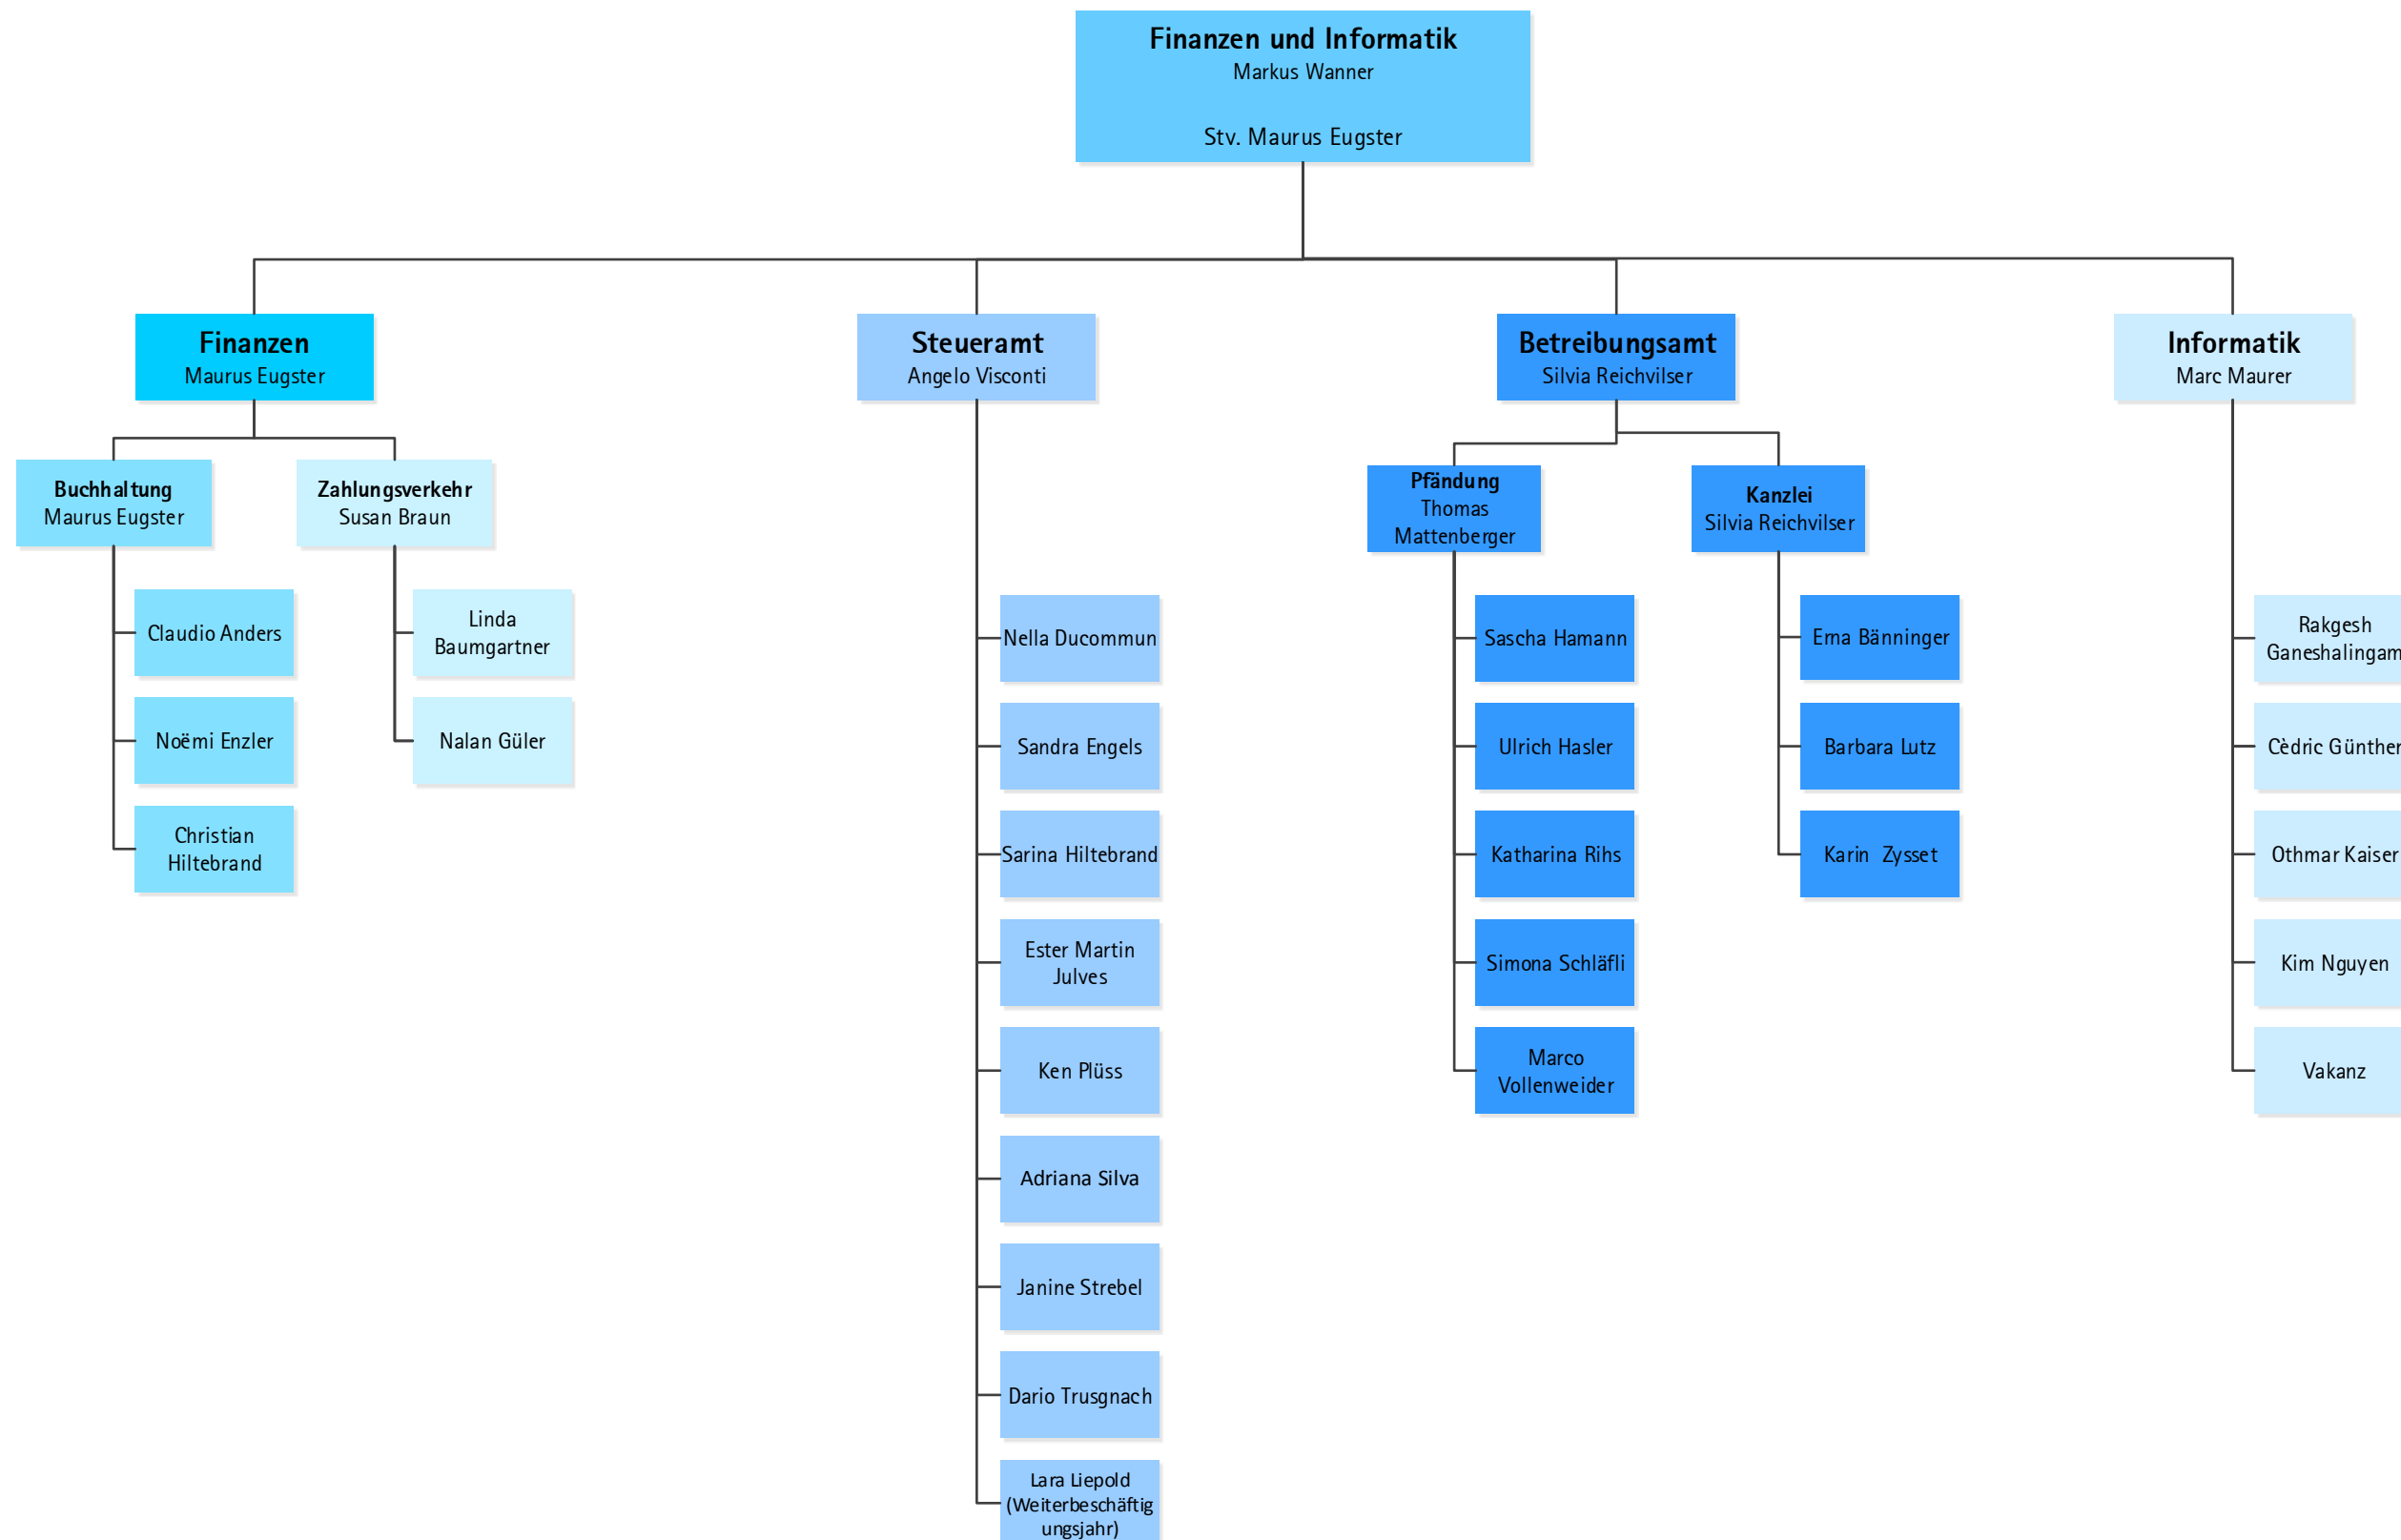 Finanzen und Informatik
Markus Wanner
Stv. Maurus Eugster
Finanzen
Maurus Eugster
Steueramt
Angelo Visconti
Betreibungsamt
Silvia Reichvilser
Informatik
Marc Maurer
Buchhaltung
Maurus Eugster
Zahlungsverkehr
Susan Braun
Pfändung
Thomas
Mattenberger
Kanzlei
Silvia Reichvilser
Claudio Anders
Noëmi Enzler
Christian
Hiltebrand
Linda
Baumgartner
Nalan Güler
Nella Ducommun
Sandra Engels
Sarina Hiltebrand
Ester Martin
Julves
Ken Plüss
Adriana Silva
Janine Strebel
Dario Trusgnach
Lara Liepold
(Weiterbeschäftig
ungsjahr)
Sascha Hamann
Ulrich Hasler
Katharina Rihs
Simona Schläfli
Marco
Vollenweider
Erna Bänninger
Barbara Lutz
Karin Zysset
Rakgesh
Ganeshalingam
Cèdric Günther
Othmar Kaiser
Kim Nguyen
Vakanz